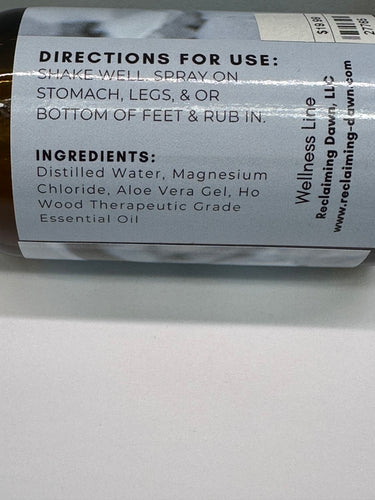 DIRECTIONS FOR USE:
SHAKE WELL. SPRAY ON
STOMACH, LEGS, & OR
BOTTOM OF FEET & RUB IN.
INGREDIENTS:
Distilled Water, Magnesium
Chloride, Aloe Vera Gel, Ho
Wood Therapeutic Grade
Essential Oil
Wellness Line
Reclaiming Dawn, LLC
www.reclaiming-dawn.com
$19.99